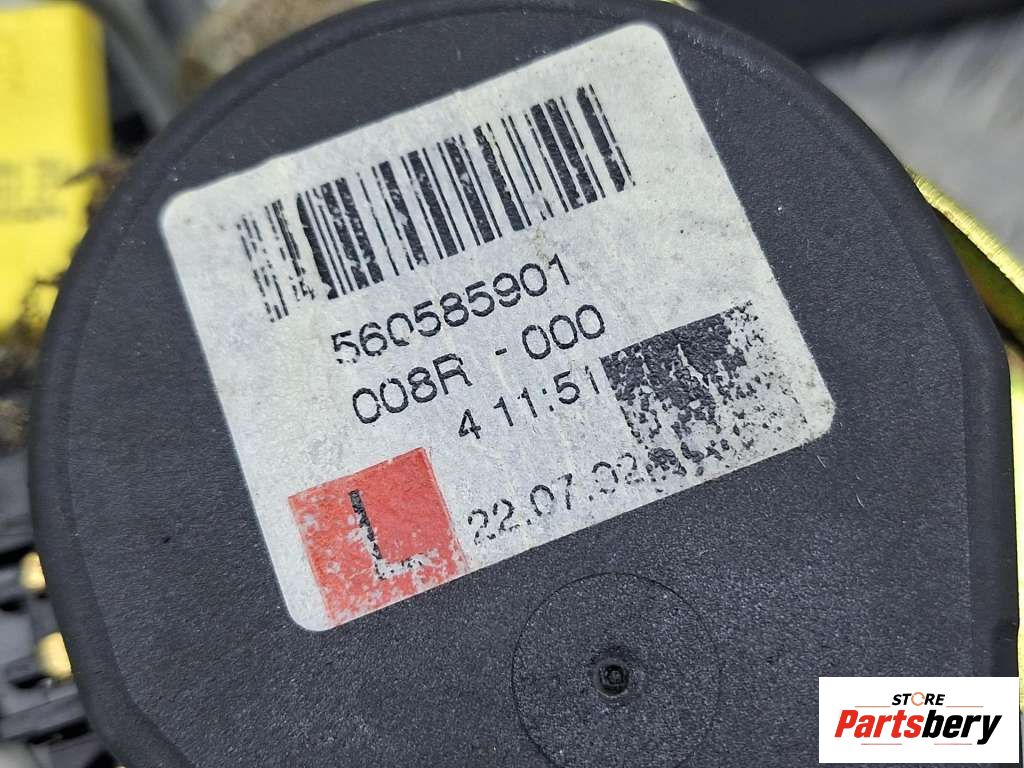 560585901
008R - 000
4 11:51
L
22.07.02
STORE
Partsbery